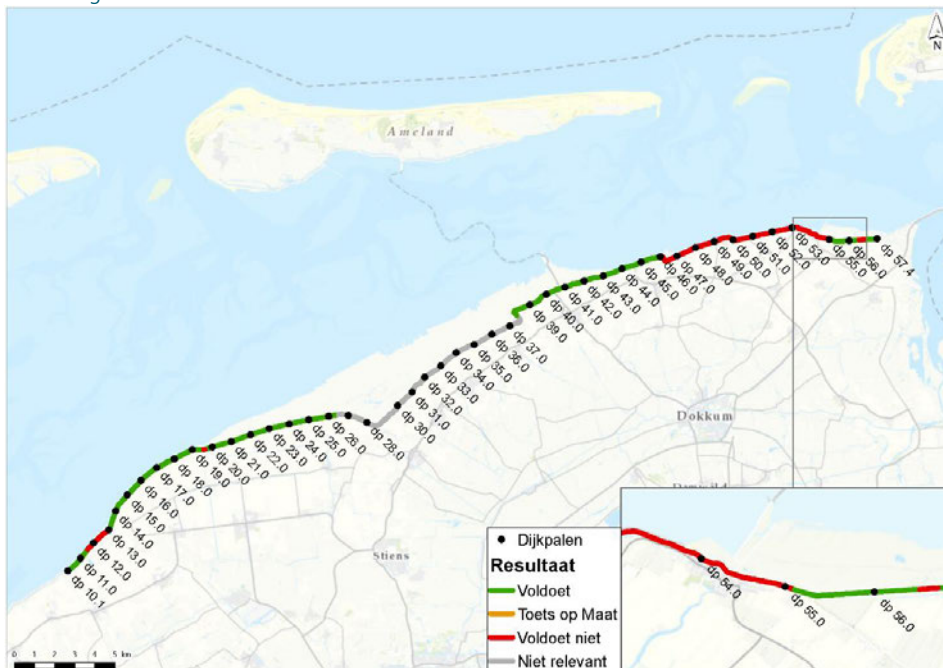 N
Ameland
dp 10.1
dp 11.0
dp 12.0
dp 13.0
dp 14.0
dp 15.0
dp 16.0
dp 17.0
dp 18.0
dp 19.0
dp 20.0
dp 21.0
dp 22.0
dp 23.0
dp 24.0
dp 25.0
dp 26.0
dp 28.0
dp 30.0
dp 31.0
dp 32.0
dp 33.0
dp 34.0
dp 35.0
dp 36.0
dp 37.0
dp 39.0
dp 40.0
dp 41.0
dp 42.0
dp 43.0
dp 44.0
dp 45.0
dp 46.0
dp 47.0
dp 48.0
dp 49.0
dp 50.0
dp 51.0
dp 52.0
dp 53.0
dp 55.0
dp 56.0
dp 57.4
Dokkum
Stiens
Dijkpalen
Resultaat
Voldoet
Toets op Maat
Voldoet niet
Niet relevant
dp 54.0
dp 55.0
dp 56.0
0 1 2 3 4 5 km